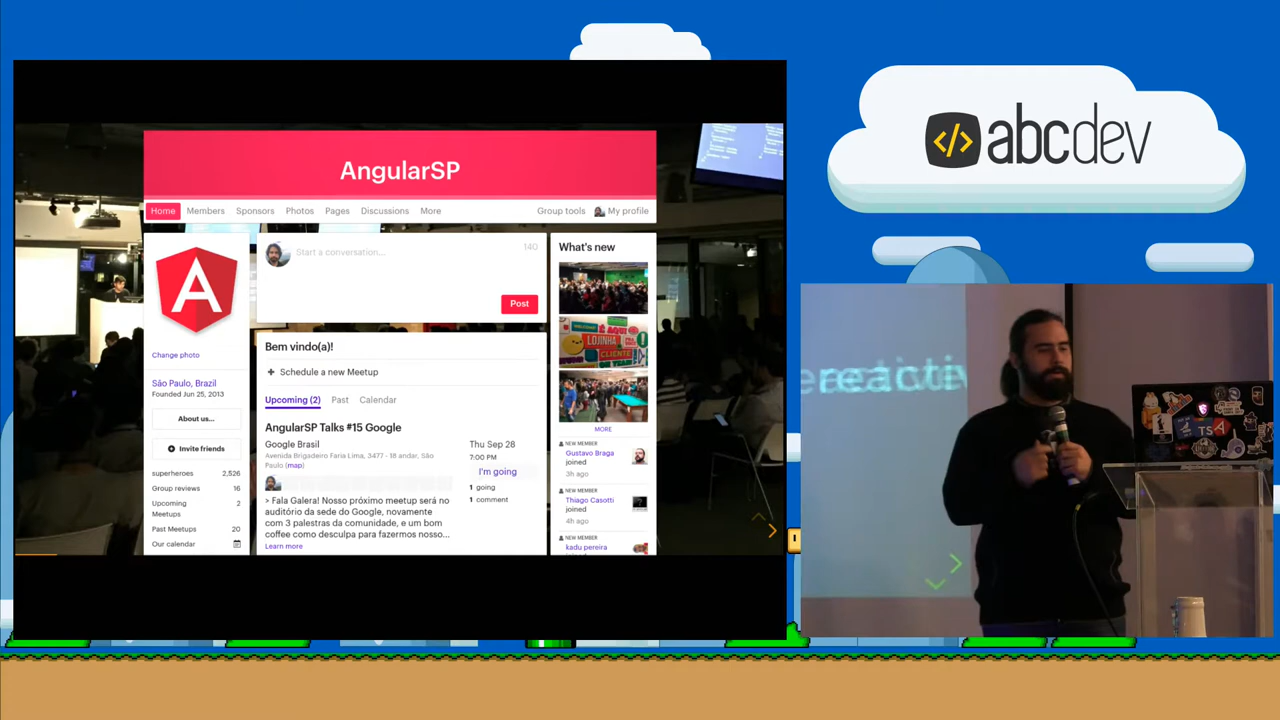 AngularSP
Home Members Sponsors Photos Pages Discussions More Group tools My profile
Change photo
São Paulo, Brazil
Founded Jun 25, 2013
About us...
Invite friends
superheroes 2,526
Group reviews 16
Upcoming Meetups 2
Past Meetups 20
Our calendar
Start a conversation... 140
Post
Bem vindo(a)!
Schedule a new Meetup
Upcoming (2) Past Calendar
AngularSP Talks #15 Google
Google Brasil
Avenida Brigadeiro Faria Lima, 3477 - 18 andar, São
Paulo (map)
Thu Sep 28
7:00 PM
I'm going
1 going
1 comment
> Fala Galera! Nosso próximo meetup será no
auditório da sede do Google, novamente
com 3 palestras da comunidade, e um bom
coffee como desculpa para fazermos nosso...
Learn more
What's new
É AQUI
LOJINHA
CLIENTE
MORE
NEW MEMBER
Gustavo Braga
joined
3h ago
NEW MEMBER
Thiago Casotti
joined
4h ago
NEW MEMBER
kadu pereira
</> abcdev
reactive
TS